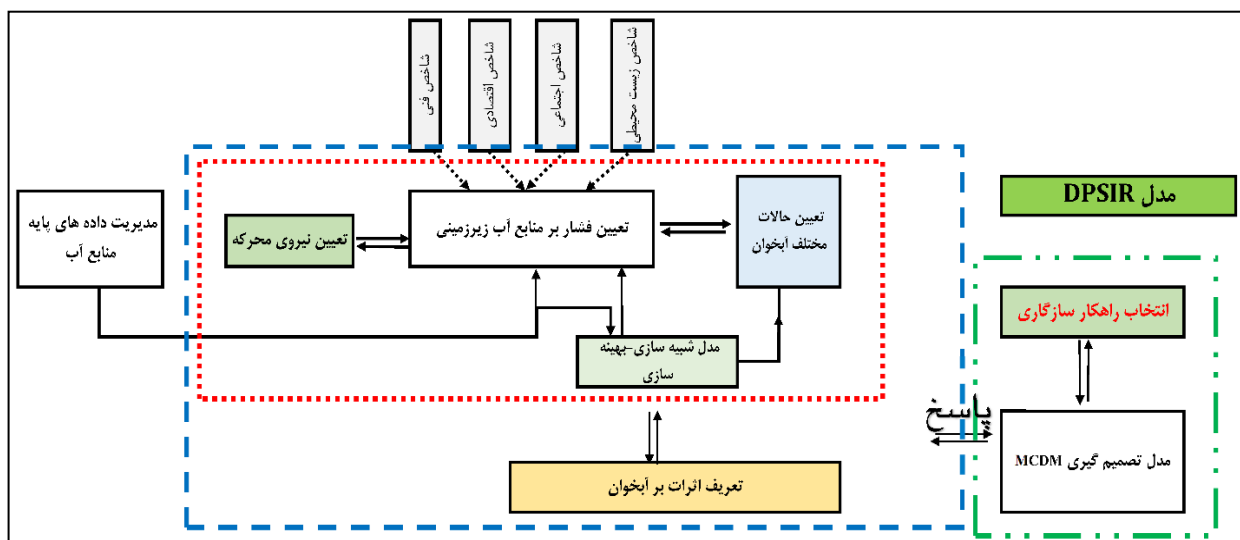 شاخص فنی
شاخص اقتصادی
شاخص اجتماعی
شاخص زیست محیطی
مدل DPSIR
مدیریت داده های پایه
منابع آب
تعیین نیروی محرکه
تعیین فشار بر منابع آب زیرزمینی
تعیین حالات
مختلف آبخوان
انتخاب راهکار سازگاری
مدل شبیه سازی-بهینه
سازی
پاسخ
مدل تصمیم گیری MCDM
تعریف اثرات بر آبخوان